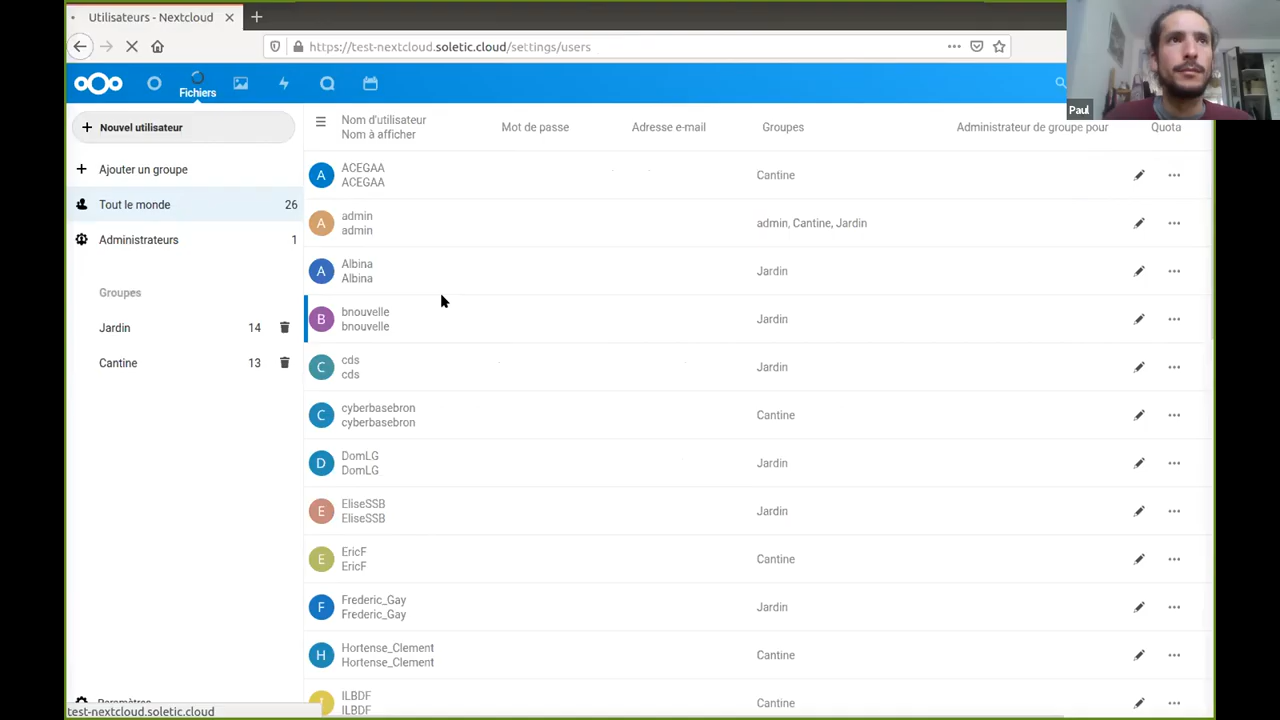 Utilisateurs - Nextcloud
https://test-nextcloud.soletic.cloud/settings/users
Paul
Fichiers
Nouvel utilisateur
Ajouter un groupe
Tout le monde 26
Administrateurs 1
Groupes
Jardin 14
Cantine 13
Nom d'utilisateur
Nom à afficher
Mot de passe
Adresse e-mail
Groupes
Administrateur de groupe pour
Quota
A
ACEGAA
ACEGAA
Cantine
A
admin
admin
admin, Cantine, Jardin
A
Albina
Albina
Jardin
B
bnouvelle
bnouvelle
Jardin
C
cds
cds
Jardin
C
cyberbasebron
cyberbasebron
Cantine
D
DomLG
DomLG
Jardin
E
EliseSSB
EliseSSB
Jardin
E
EricF
EricF
Cantine
F
Frederic_Gay
Frederic_Gay
Jardin
H
Hortense_Clement
Hortense_Clement
Cantine
I
ILBDF
ILBDF
Cantine
Paramètres
test-nextcloud.soletic.cloud